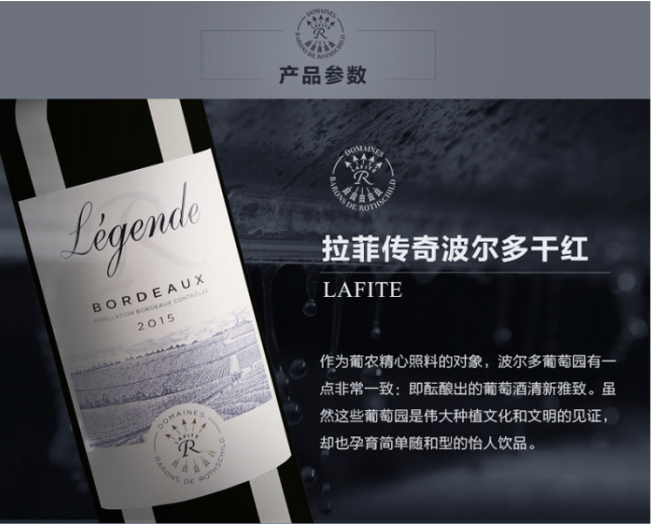 DOMAINES
BARONS DE ROTHSCHILD
R
产品参数
Légende
BORDEAUX
APPELLATION BORDEAUX CONTRÔLÉE
2015
DOMAINES
LAFITE
R
BARONS DE ROTHSCHILD
DOMAINES
LAFITE
R
BARONS DE ROTHSCHILD
拉菲传奇波尔多干红
LAFITE
作为葡农精心照料的对象，波尔多葡萄园有一
点非常一致：即酝酿出的葡萄酒清新雅致。虽
然这些葡萄园是伟大种植文化和文明的见证，
却也孕育简单随和型的怡人饮品。